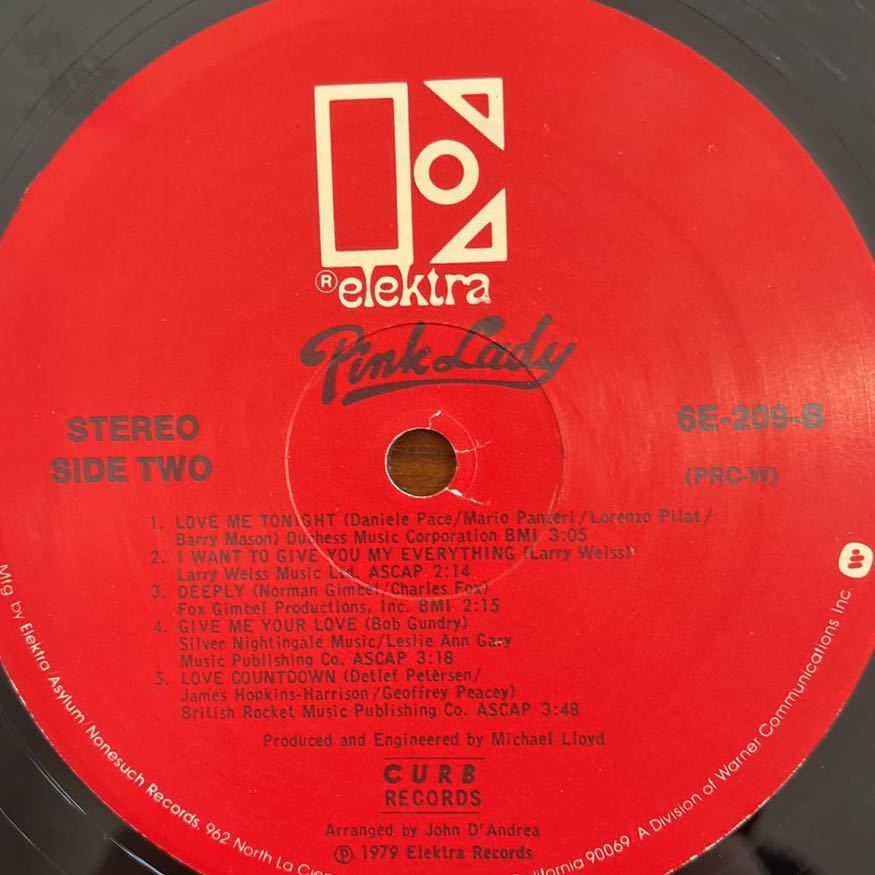 ® elektra
Pink Lady
STEREO
SIDE TWO
6E-209-B
(PRC-W)
1. LOVE ME TONIGHT (Daniele Pace/Mario Panzeri/Lorenzo Pilat/
Barry Mason) Duchess Music Corporation BMI 3:05
2. I WANT TO GIVE YOU MY EVERYTHING (Larry Weiss)
Larry Weiss Music Ltd. ASCAP 2:14
3. DEEPLY (Norman Gimbel/Charles Fox)
Fox Gimbel Productions, Inc. BMI 2:15
4. GIVE ME YOUR LOVE (Bob Gundry)
Silver Nightingale Music/Leslie Ann Gary
Music Publishing Co. ASCAP 3:18
5. LOVE COUNTDOWN (Detlef Petersen/
James Hopkins-Harrison/Geoffrey Peacey)
British Rocket Music Publishing Co. ASCAP 3:48
Produced and Engineered by Michael Lloyd
CURB
RECORDS
Arranged by John D'Andrea
℗ 1979 Elektra Records
Mfg by Elektra/Asylum/Nonesuch Records, 962 North La Cie
alifornia 90069 A Division of Warner Communications Inc.